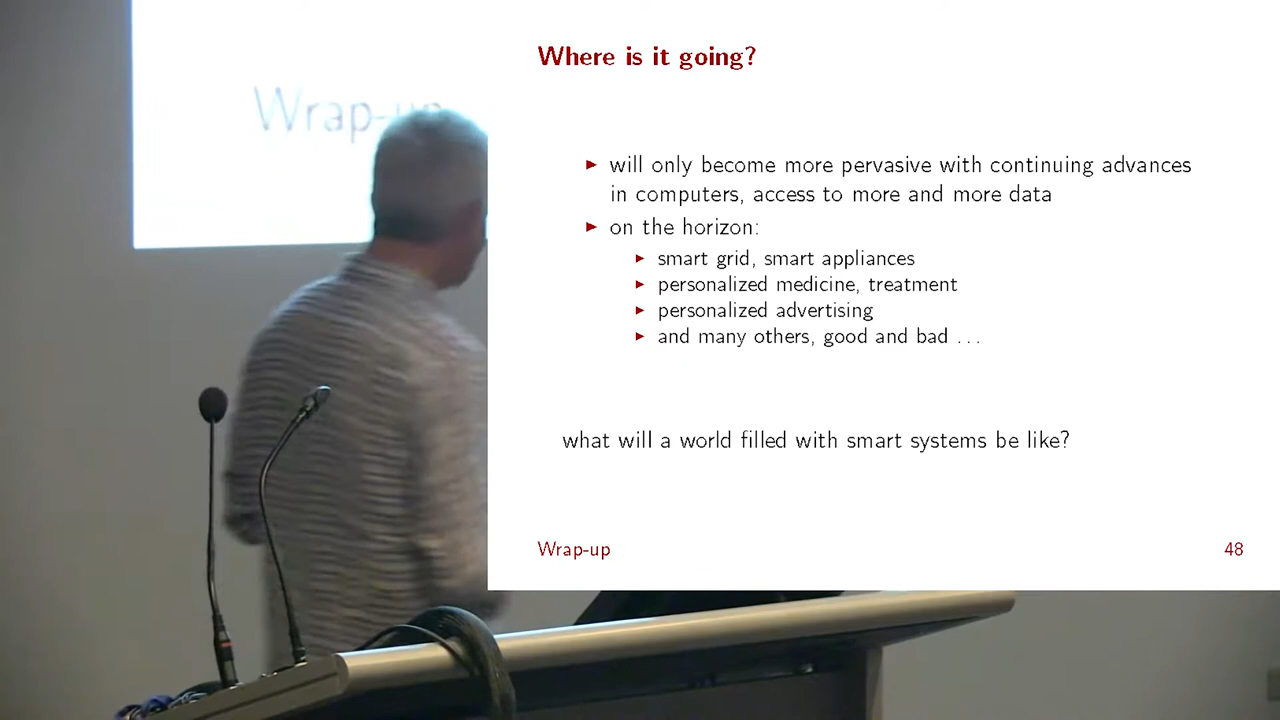 Wrap-up
Where is it going?
▶ will only become more pervasive with continuing advances
in computers, access to more and more data
▶ on the horizon:
▶ smart grid, smart appliances
▶ personalized medicine, treatment
▶ personalized advertising
▶ and many others, good and bad ...
what will a world filled with smart systems be like?
Wrap-up 48